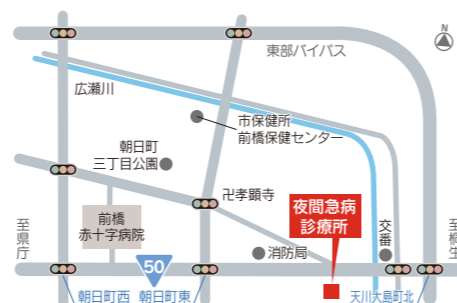 N
東部バイパス
広瀬川
市保健所
前橋保健センター
朝日町
三丁目公園
卍孝顕寺
至県庁
前橋
赤十字病院
50
消防局
夜間急病
診療所
交番
至桐生
朝日町西
朝日町東
天川大島町北